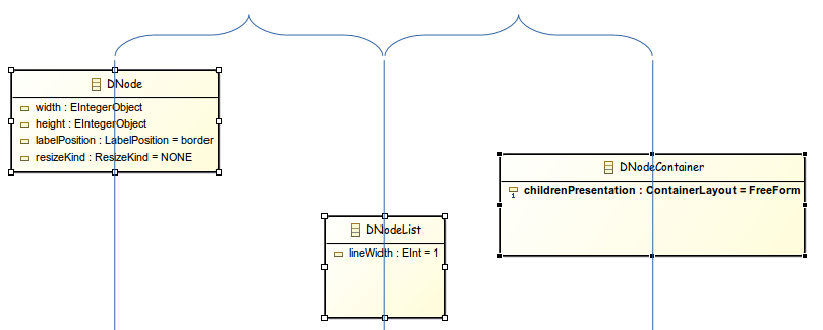 DNode
width : EIntegerObject
height : EIntegerObject
labelPosition : LabelPosition = border
resizeKind : ResizeKind = NONE
DNodeContainer
1 childrenPresentation : ContainerLayout = FreeForm
DNodeList
lineWidth : EInt = 1